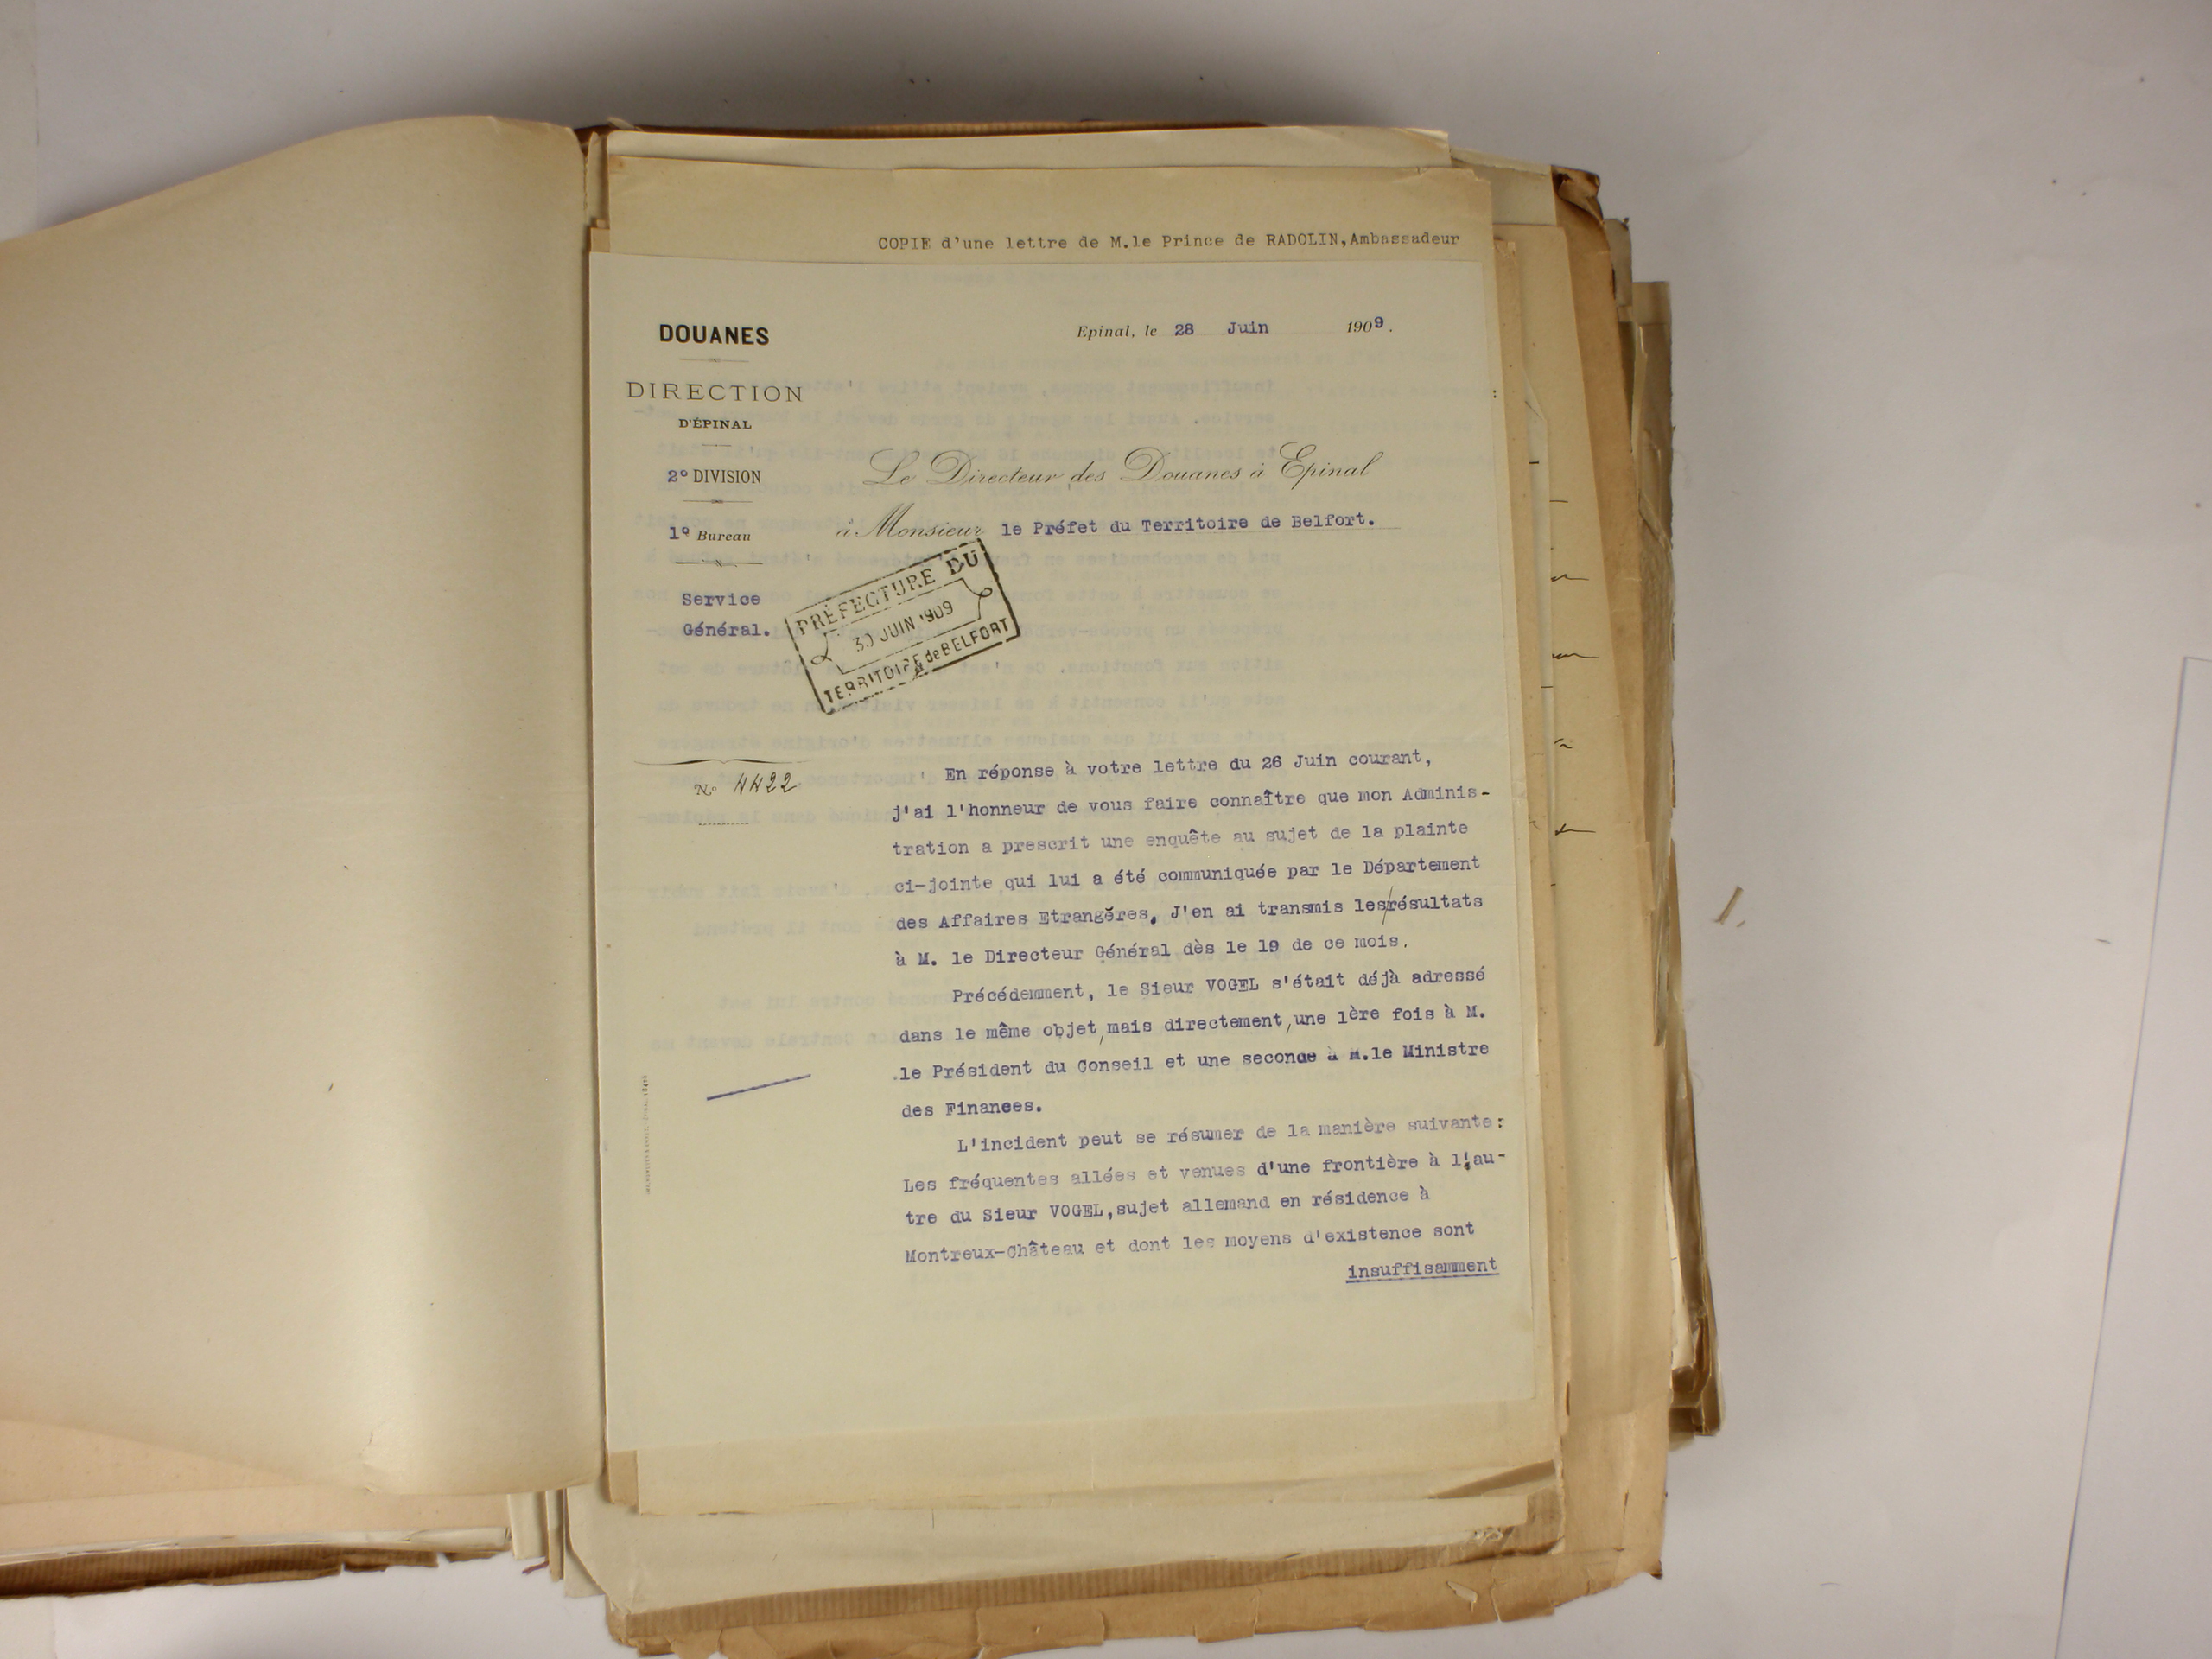 COPIE d'une lettre de M.le Prince de RADOLIN,Ambassadeur
DOUANES
DIRECTION
D'ÉPINAL
2° DIVISION
1° Bureau
Service
Général.
Epinal, le 28 Juin 1909.
Le Directeur des Douanes à Epinal
à Monsieur le Préfet du Territoire de Belfort.
PRÉFECTURE DU
30 JUIN 1909
TERRITOIRE de BELFORT
N° 4422
En réponse à votre lettre du 26 Juin courant,
j'ai l'honneur de vous faire connaître que mon Adminis-
tration a prescrit une enquête au sujet de la plainte
ci-jointe qui lui a été communiquée par le Département
des Affaires Etrangères. J'en ai transmis les/résultats
à M. le Directeur Général dès le 19 de ce mois.
Précédemment, le Sieur VOGEL s'était déjà adressé
dans le même objet,mais directement,une 1ère fois à M.
le Président du Conseil et une seconde à M.le Ministre
des Finances.
L'incident peut se résumer de la manière suivante:
Les fréquentes allées et venues d'une frontière à l'au-
tre du Sieur VOGEL,sujet allemand en résidence à
Montreux-Château et dont les moyens d'existence sont
insuffisamment